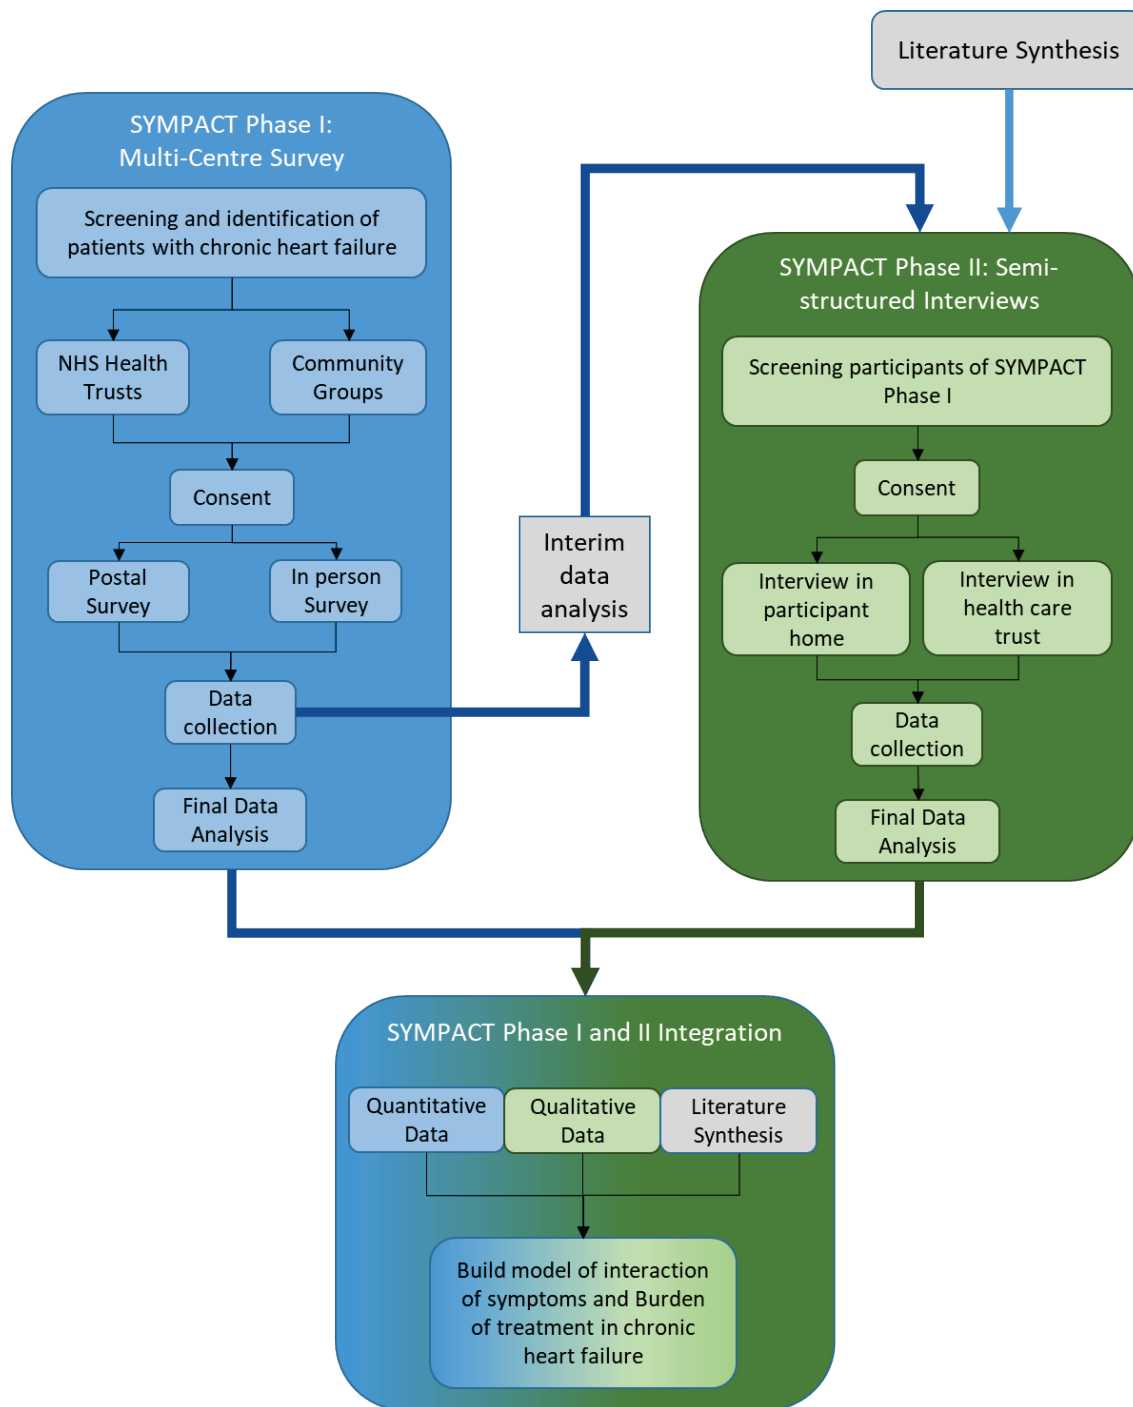 Literature Synthesis
SYMPACT Phase I:
Multi-Centre Survey
Screening and identification of
patients with chronic heart failure
NHS Health
Trusts
Community
Groups
Consent
Postal
Survey
In person
Survey
Data
collection
Final Data
Analysis
Interim
data
analysis
SYMPACT Phase II: Semi-
structured Interviews
Screening participants of SYMPACT
Phase I
Consent
Interview in
participant
home
Interview in
health care
trust
Data
collection
Final Data
Analysis
SYMPACT Phase I and II Integration
Quantitative
Data
Qualitative
Data
Literature
Synthesis
Build model of interaction
of symptoms and Burden
of treatment in chronic
heart failure